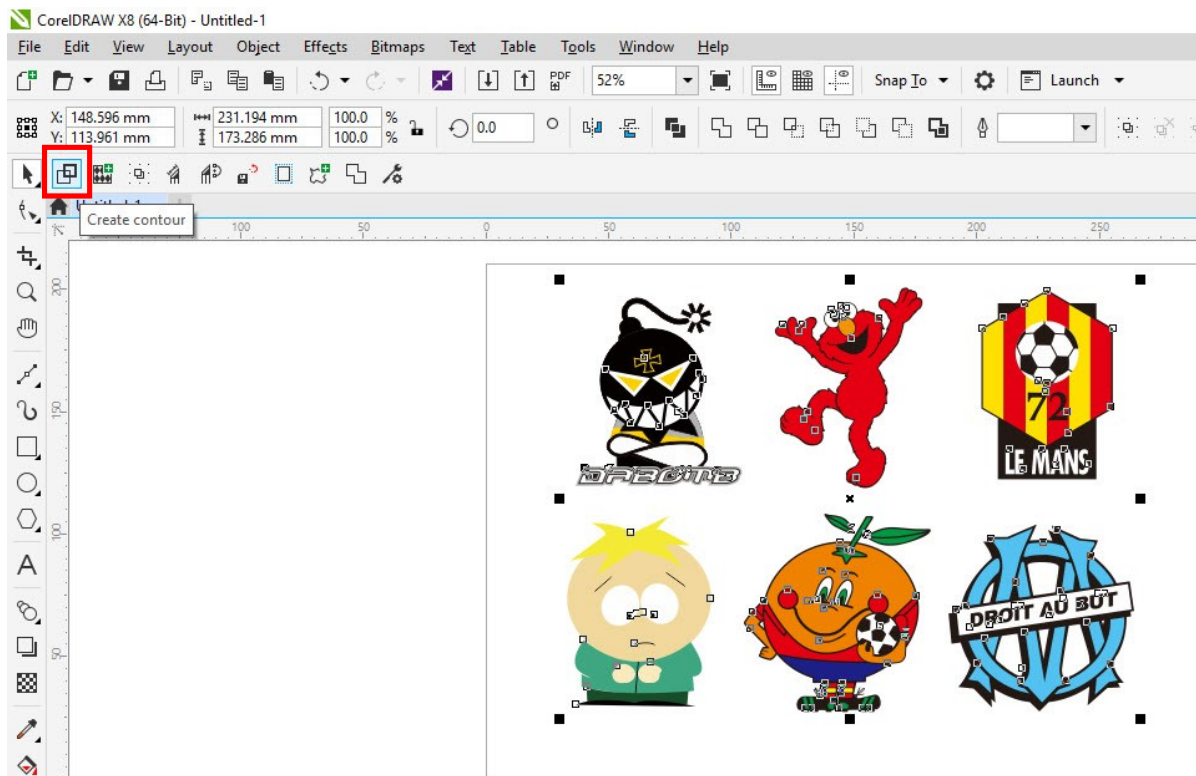 CorelDRAW X8 (64-Bit) - Untitled-1
File Edit View Layout Object Effects Bitmaps Text Table Tools Window Help
PDF 52% Snap To Launch
X: 148.596 mm 231.194 mm 100.0 %
Y: 113.961 mm 173.286 mm 100.0 % 0.0
Create contour
100 50 0 50 100 150 200 250
200
150
100
50
72
LE MANS
DROIT AU BUT